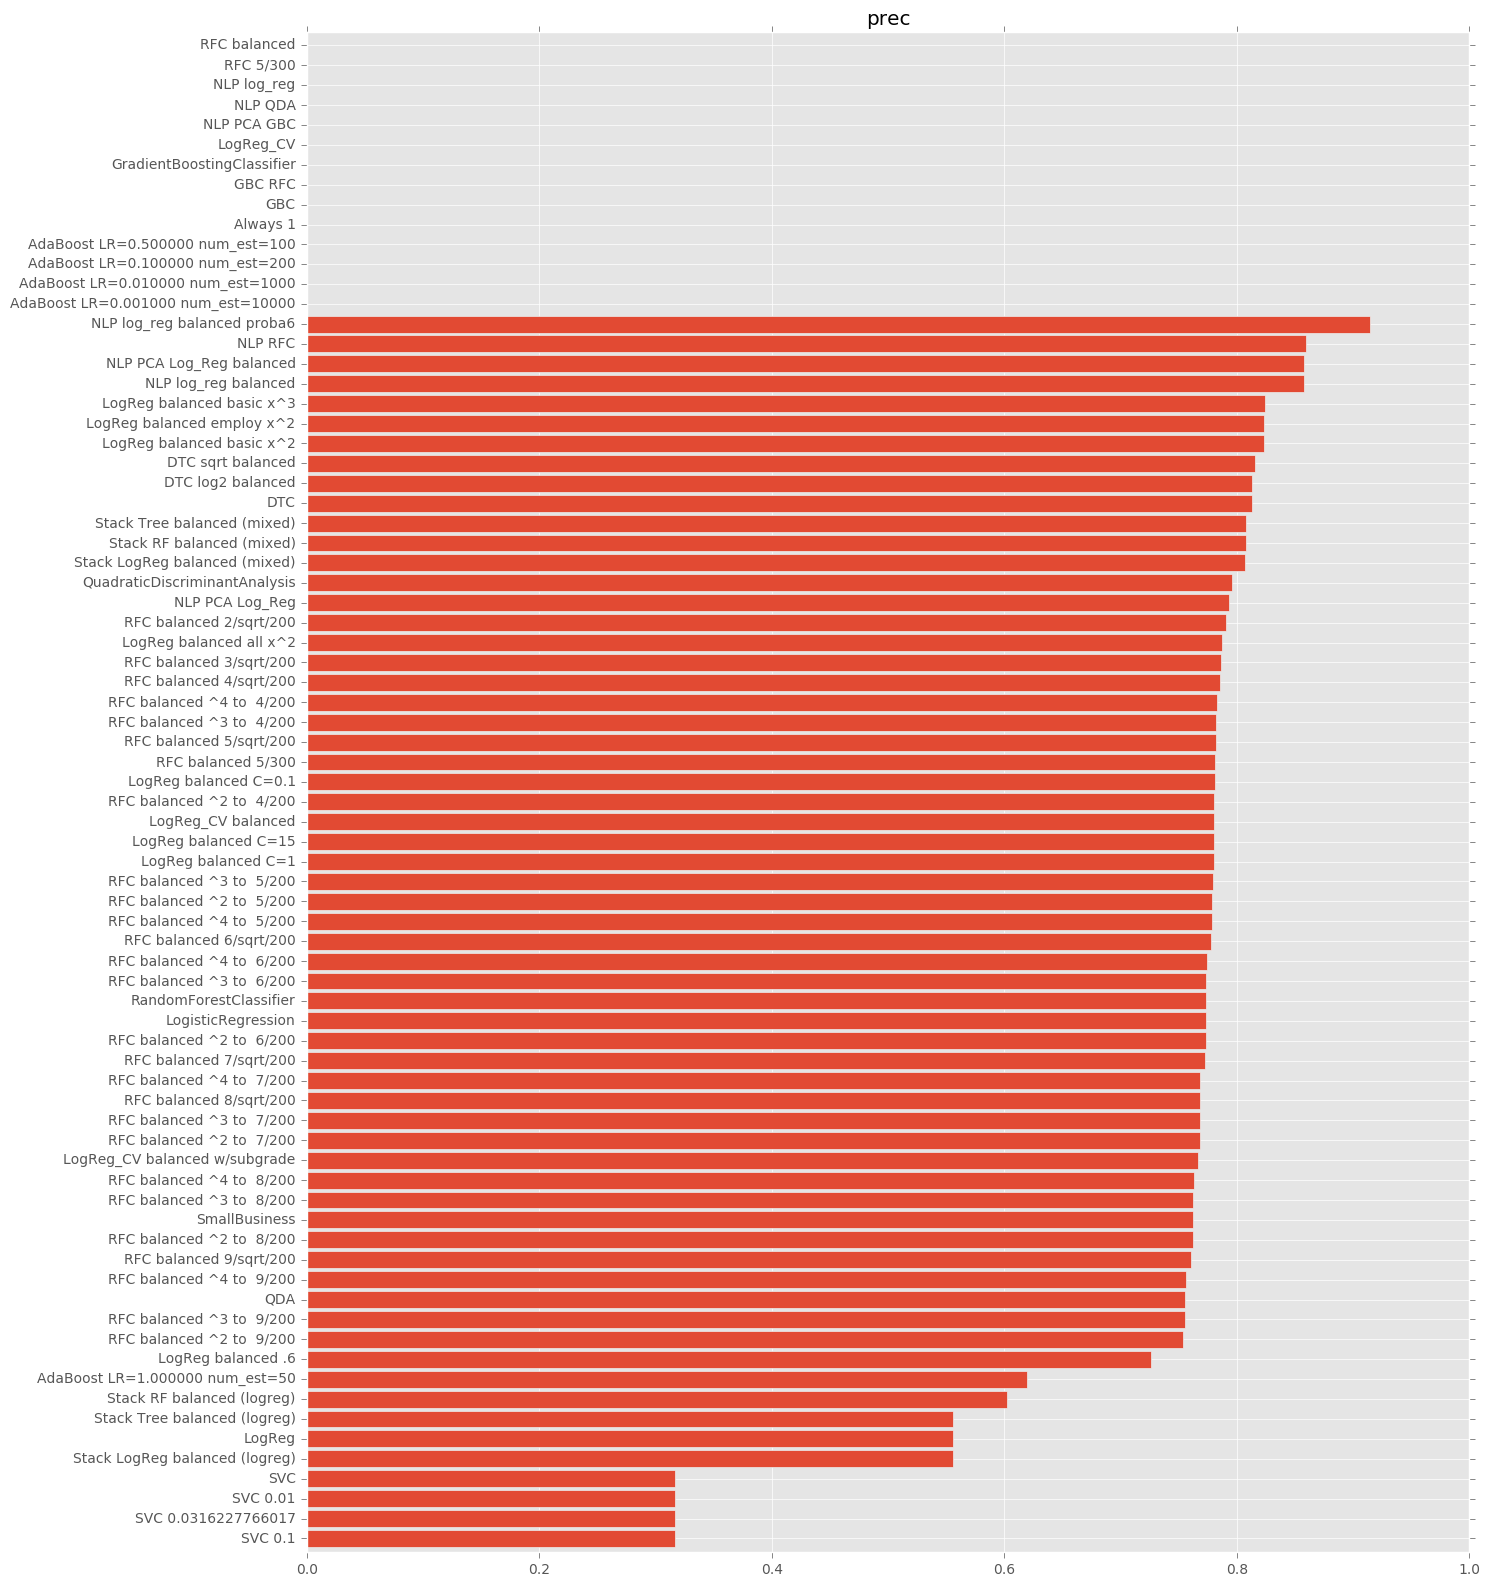 prec
RFC balanced
RFC 5/300
NLP log_reg
NLP QDA
NLP PCA GBC
LogReg_CV
GradientBoostingClassifier
GBC RFC
GBC
Always 1
AdaBoost LR=0.500000 num_est=100
AdaBoost LR=0.100000 num_est=200
AdaBoost LR=0.010000 num_est=1000
AdaBoost LR=0.001000 num_est=10000
NLP log_reg balanced proba6
NLP RFC
NLP PCA Log_Reg balanced
NLP log_reg balanced
LogReg balanced basic x^3
LogReg balanced employ x^2
LogReg balanced basic x^2
DTC sqrt balanced
DTC log2 balanced
DTC
Stack Tree balanced (mixed)
Stack RF balanced (mixed)
Stack LogReg balanced (mixed)
QuadraticDiscriminantAnalysis
NLP PCA Log_Reg
RFC balanced 2/sqrt/200
LogReg balanced all x^2
RFC balanced 3/sqrt/200
RFC balanced 4/sqrt/200
RFC balanced ^4 to  4/200
RFC balanced ^3 to  4/200
RFC balanced 5/sqrt/200
RFC balanced 5/300
LogReg balanced C=0.1
RFC balanced ^2 to  4/200
LogReg_CV balanced
LogReg balanced C=15
LogReg balanced C=1
RFC balanced ^3 to  5/200
RFC balanced ^2 to  5/200
RFC balanced ^4 to  5/200
RFC balanced 6/sqrt/200
RFC balanced ^4 to  6/200
RFC balanced ^3 to  6/200
RandomForestClassifier
LogisticRegression
RFC balanced ^2 to  6/200
RFC balanced 7/sqrt/200
RFC balanced ^4 to  7/200
RFC balanced 8/sqrt/200
RFC balanced ^3 to  7/200
RFC balanced ^2 to  7/200
LogReg_CV balanced w/subgrade
RFC balanced ^4 to  8/200
RFC balanced ^3 to  8/200
SmallBusiness
RFC balanced ^2 to  8/200
RFC balanced 9/sqrt/200
RFC balanced ^4 to  9/200
QDA
RFC balanced ^3 to  9/200
RFC balanced ^2 to  9/200
LogReg balanced .6
AdaBoost LR=1.000000 num_est=50
Stack RF balanced (logreg)
Stack Tree balanced (logreg)
LogReg
Stack LogReg balanced (logreg)
SVC
SVC 0.01
SVC 0.0316227766017
SVC 0.1
0.0 0.2 0.4 0.6 0.8 1.0